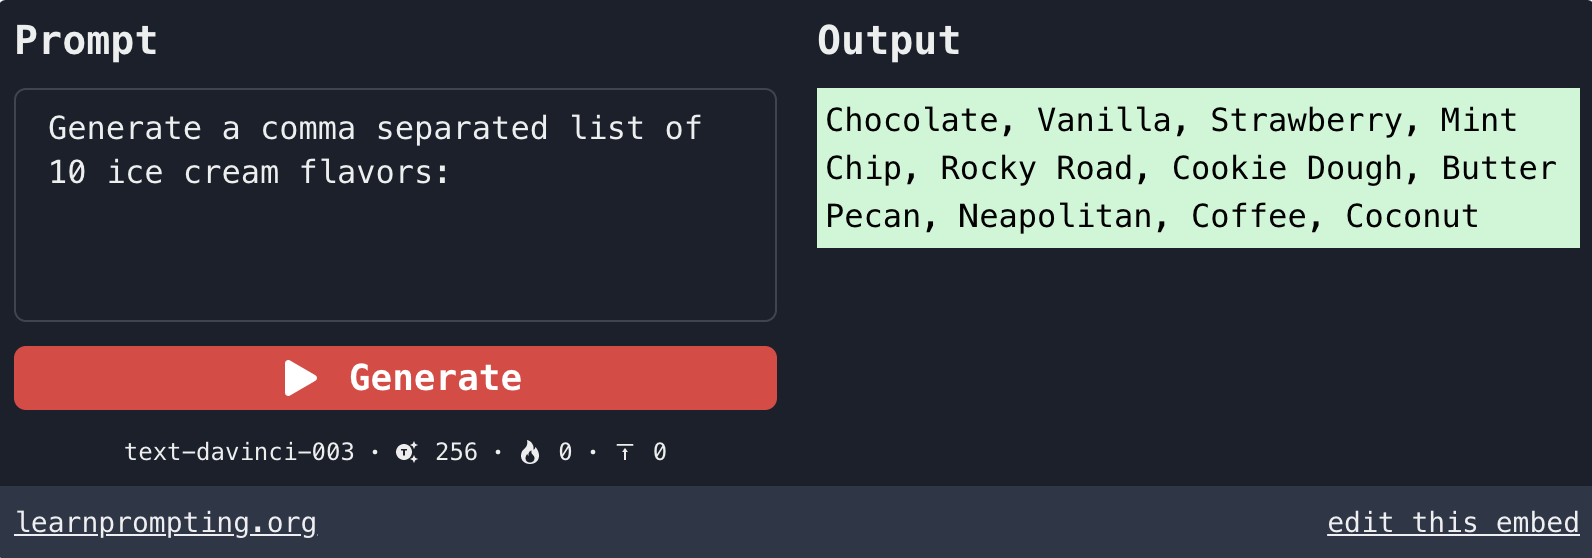 Prompt
Generate a comma separated list of
10 ice cream flavors:
Generate
text-davinci-003 · 256 · 0 · 0
Output
Chocolate, Vanilla, Strawberry, Mint
Chip, Rocky Road, Cookie Dough, Butter
Pecan, Neapolitan, Coffee, Coconut
learnprompting.org
edit this embed